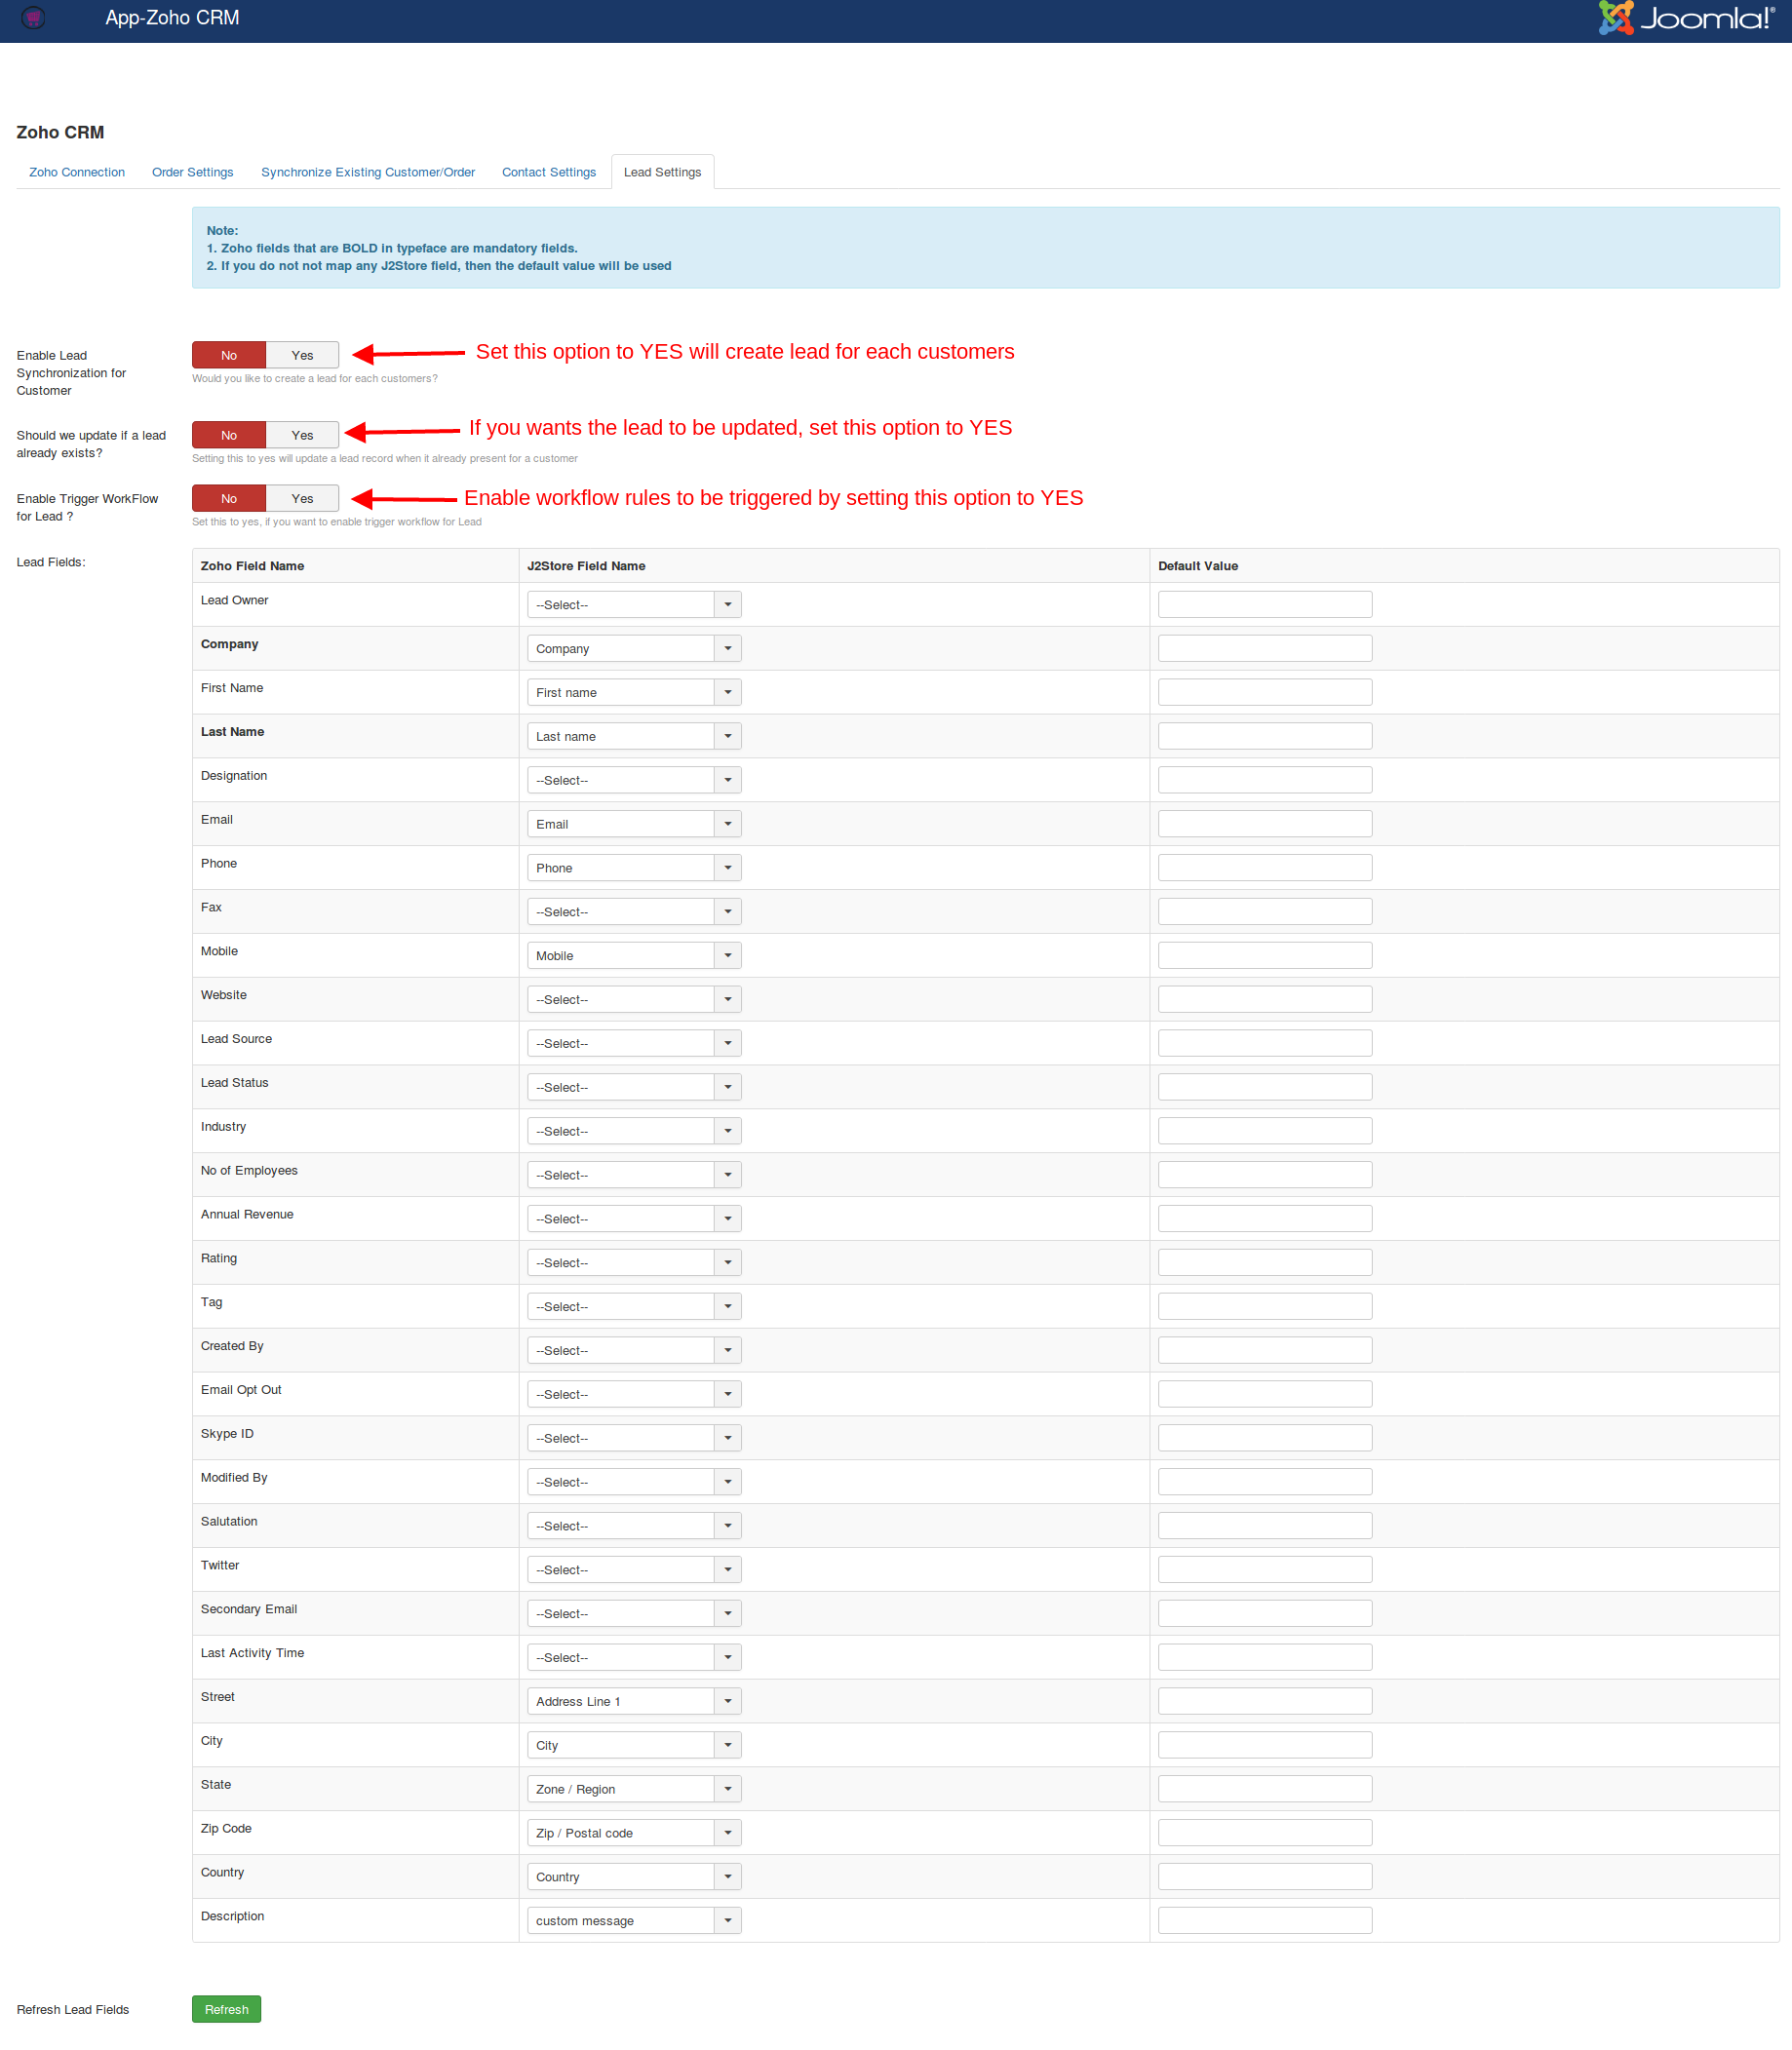 App-Zoho CRM
Joomla!®
Zoho CRM
Zoho Connection Order Settings Synchronize Existing Customer/Order Contact Settings Lead Settings
Note:
1. Zoho fields that are BOLD in typeface are mandatory fields.
2. If you do not not map any J2Store field, then the default value will be used
Enable Lead
Synchronization for
Customer
No Yes
Would you like to create a lead for each customers?
Set this option to YES will create lead for each customers
Should we update if a lead
already exists?
No Yes
Setting this to yes will update a lead record when it already present for a customer
If you wants the lead to be updated, set this option to YES
Enable Trigger WorkFlow
for Lead ?
No Yes
Set this to yes, if you want to enable trigger workflow for Lead
Enable workflow rules to be triggered by setting this option to YES
Lead Fields:
Zoho Field Name J2Store Field Name Default Value
Lead Owner --Select--
Company Company
First Name First name
Last Name Last name
Designation --Select--
Email Email
Phone Phone
Fax --Select--
Mobile Mobile
Website --Select--
Lead Source --Select--
Lead Status --Select--
Industry --Select--
No of Employees --Select--
Annual Revenue --Select--
Rating --Select--
Tag --Select--
Created By --Select--
Email Opt Out --Select--
Skype ID --Select--
Modified By --Select--
Salutation --Select--
Twitter --Select--
Secondary Email --Select--
Last Activity Time --Select--
Street Address Line 1
City City
State Zone / Region
Zip Code Zip / Postal code
Country Country
Description custom message
Refresh Lead Fields Refresh